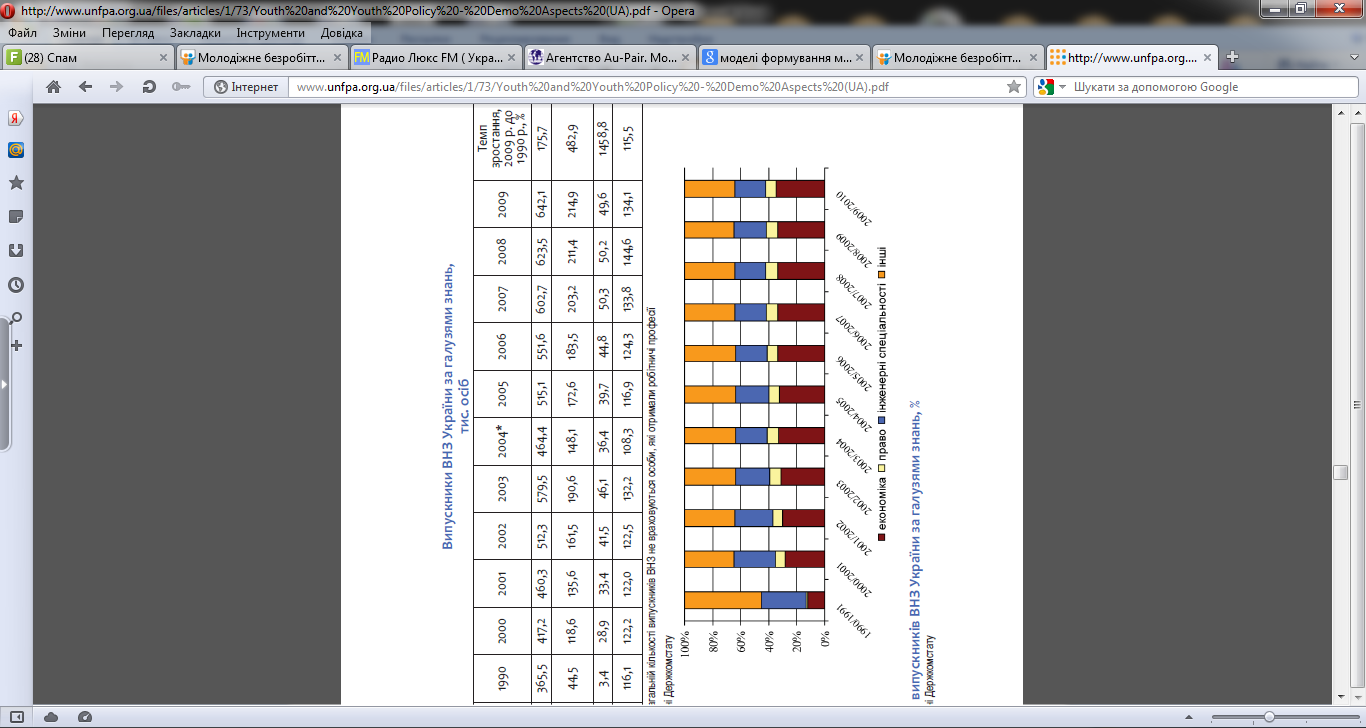 http://www.unfpa.org.ua/files/articles/1/73/Youth%20and%20Youth%20Policy%20-%20Demo%20Aspects%20(UA).pdf - Opera
Файл Зміни Перегляд Закладки Інструменти Довідка
(28) Спам
Молодіжне безробітт...
Радио Люкс FM ( Укра...
Агентство Au-Pair. Мо...
моделі формування м...
Молодіжне безробітт...
http://www.unfpa.org....
Інтернет
www.unfpa.org.ua/files/articles/1/73/Youth%20and%20Youth%20Policy%20-%20Demo%20Aspects%20(UA).pdf
Шукати за допомогою Google
Випускники ВНЗ України за галузями знань,
тис. осіб
1990 2000 2001 2002 2003 2004* 2005 2006 2007 2008 2009 Темп зростання, 2009 р. до 1990 р., %
365,5 417,2 460,3 512,3 579,5 464,4 515,1 551,6 602,7 623,5 642,1 175,7
44,5 118,6 135,6 161,5 190,6 148,1 172,6 183,5 203,2 211,4 214,9 482,9
3,4 28,9 33,4 41,5 46,1 36,4 39,7 44,8 50,3 50,2 49,6 1458,8
116,1 122,2 122,0 122,5 132,2 108,3 116,9 124,3 133,8 144,6 134,1 115,5
агальній кількості випускників ВНЗ не враховуються особи, які отримали робітничі професії
і Держкомстату
100%
80%
60%
40%
20%
0%
1990/1991 2000/2001 2001/2002 2002/2003 2003/2004 2004/2005 2005/2006 2006/2007 2007/2008 2008/2009 2009/2010
економіка право інженерні спеціальності інші
випускників ВНЗ України за галузями знань, %
і Держкомстату